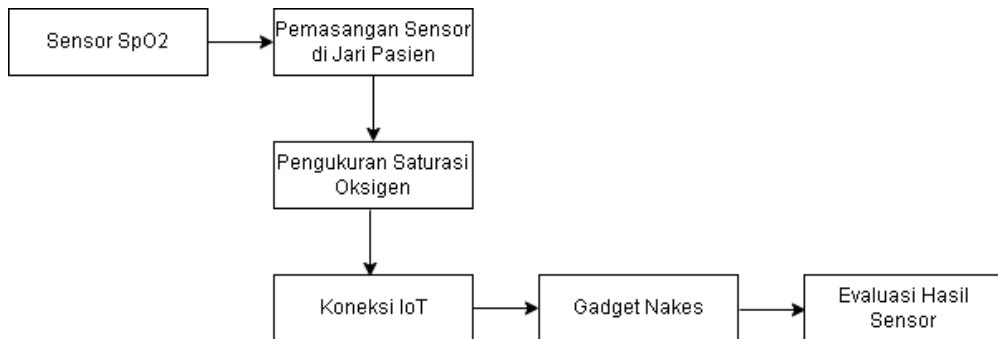 Sensor SpO2
Pemasangan Sensor
di Jari Pasien
Pengukuran Saturasi
Oksigen
Koneksi IoT
Gadget Nakes
Evaluasi Hasil
Sensor